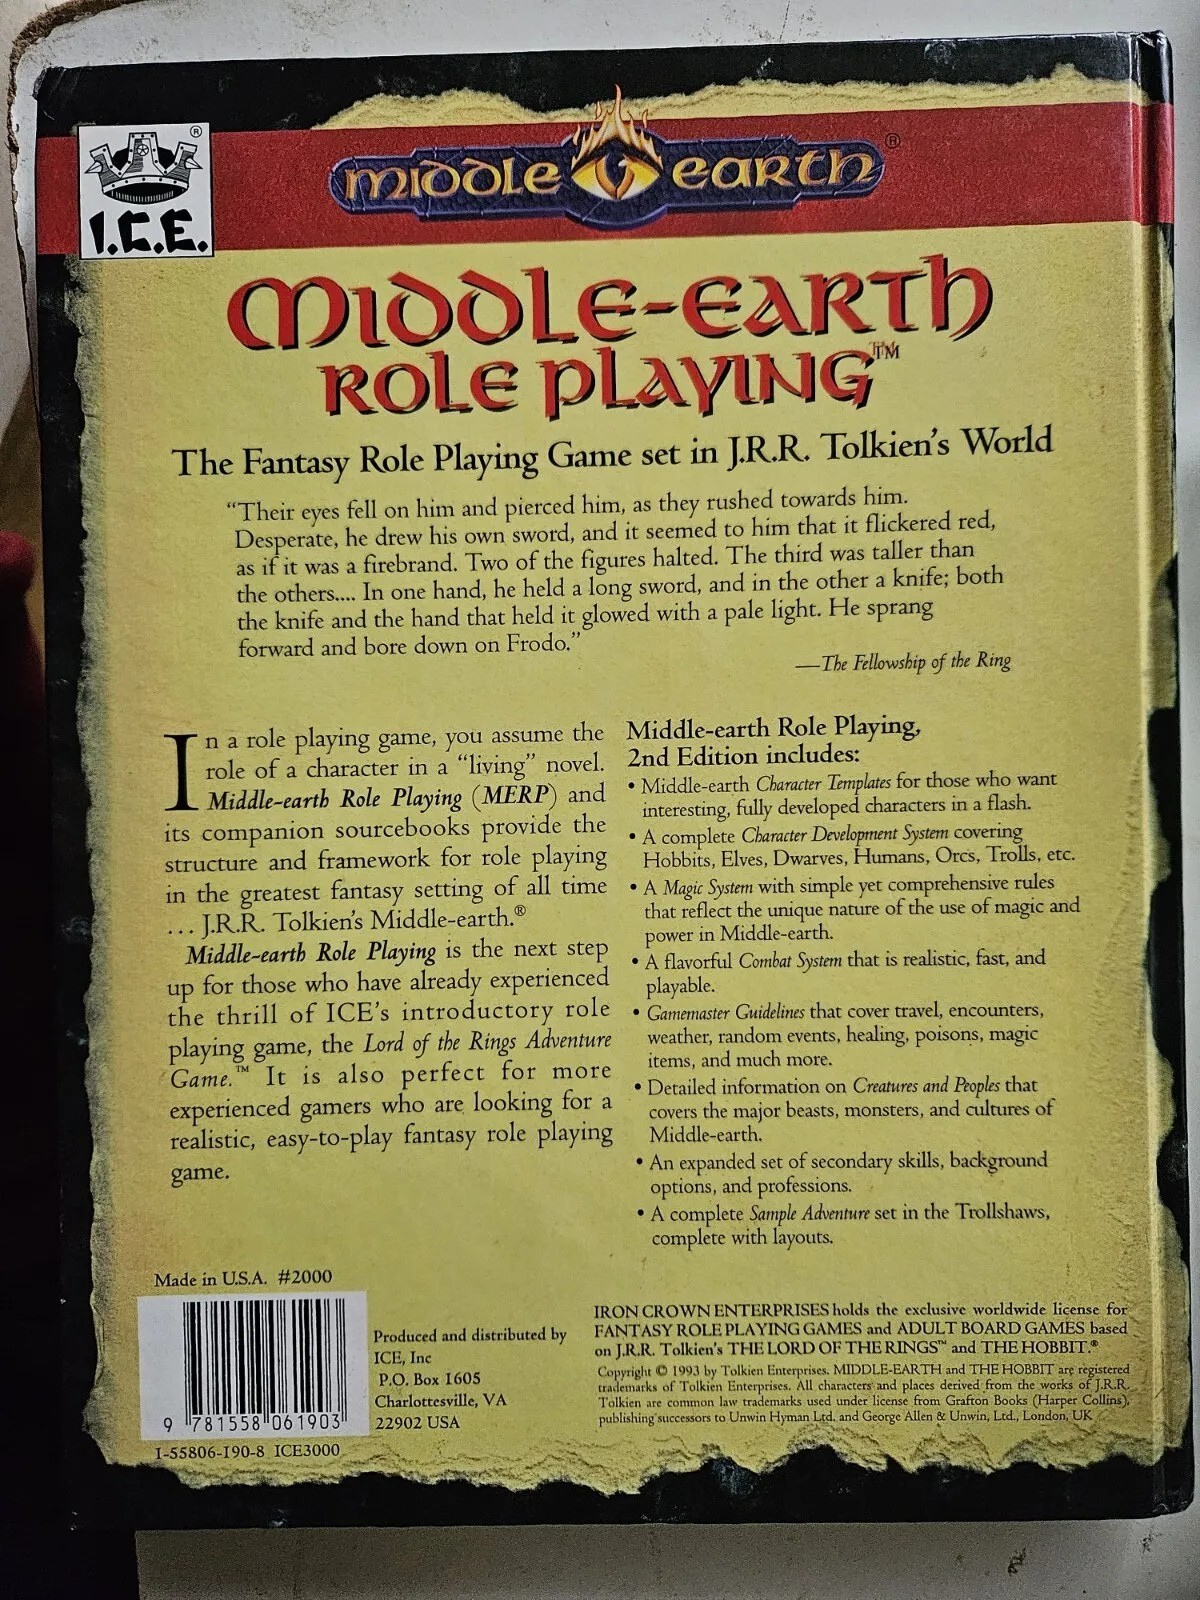 I.C.E.®
MIDDLE EARTH®
MIDDLE-EARTH
ROLE PLAYING™
The Fantasy Role Playing Game set in J.R.R. Tolkien's World
“Their eyes fell on him and pierced him, as they rushed towards him.
Desperate, he drew his own sword, and it seemed to him that it flickered red,
as if it was a firebrand. Two of the figures halted. The third was taller than
the others.... In one hand, he held a long sword, and in the other a knife; both
the knife and the hand that held it glowed with a pale light. He sprang
forward and bore down on Frodo.”
—The Fellowship of the Ring
In a role playing game, you assume the
role of a character in a “living” novel.
Middle-earth Role Playing (MERP) and
its companion sourcebooks provide the
structure and framework for role playing
in the greatest fantasy setting of all time
... J.R.R. Tolkien's Middle-earth.®
Middle-earth Role Playing is the next step
up for those who have already experienced
the thrill of ICE's introductory role
playing game, the Lord of the Rings Adventure
Game.™ It is also perfect for more
experienced gamers who are looking for a
realistic, easy-to-play fantasy role playing
game.
Middle-earth Role Playing,
2nd Edition includes:
• Middle-earth Character Templates for those who want
interesting, fully developed characters in a flash.
• A complete Character Development System covering
Hobbits, Elves, Dwarves, Humans, Orcs, Trolls, etc.
• A Magic System with simple yet comprehensive rules
that reflect the unique nature of the use of magic and
power in Middle-earth.
• A flavorful Combat System that is realistic, fast, and
playable.
• Gamemaster Guidelines that cover travel, encounters,
weather, random events, healing, poisons, magic
items, and much more.
• Detailed information on Creatures and Peoples that
covers the major beasts, monsters, and cultures of
Middle-earth.
• An expanded set of secondary skills, background
options, and professions.
• A complete Sample Adventure set in the Trollshaws,
complete with layouts.
Made in U.S.A. #2000
9 781558 061903
1-55806-190-8 ICE3000
Produced and distributed by
ICE, Inc
P.O. Box 1605
Charlottesville, VA
22902 USA
IRON CROWN ENTERPRISES holds the exclusive worldwide license for
FANTASY ROLE PLAYING GAMES and ADULT BOARD GAMES based
on J.R.R. Tolkien's THE LORD OF THE RINGS™ and THE HOBBIT.®
Copyright © 1993 by Tolkien Enterprises. MIDDLE-EARTH and THE HOBBIT are registered
trademarks of Tolkien Enterprises. All characters and places derived from the works of J.R.R.
Tolkien are common law trademarks used under license from Grafton Books (Harper Collins),
publishing successors to Unwin Hyman Ltd. and George Allen & Unwin, Ltd., London, UK